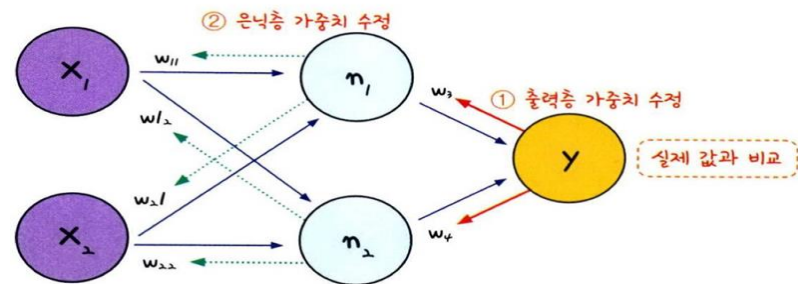 ② 은닉층 가중치 수정
x₁
w₁₁
n₁
w₃
① 출력층 가중치 수정
w₁₂
y
실제 값과 비교
w₂₁
x₂
n₂
w₄
w₂₂